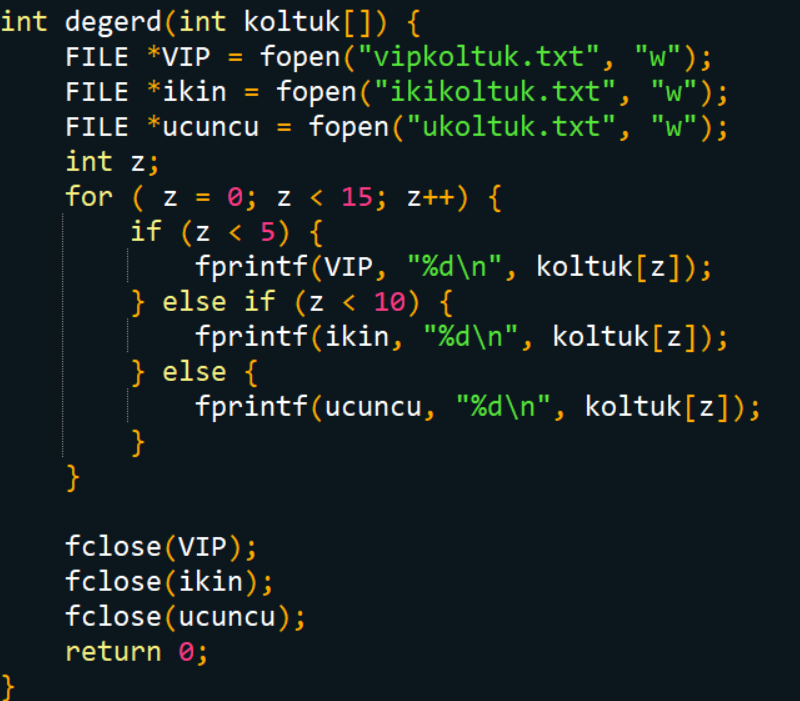 int degerd(int koltuk[]) {
    FILE *VIP = fopen("vipkoltuk.txt", "w");
    FILE *ikin = fopen("ikikoltuk.txt", "w");
    FILE *ucuncu = fopen("ukoltuk.txt", "w");
    int z;
    for ( z = 0; z < 15; z++) {
        if (z < 5) {
            fprintf(VIP, "%d\n", koltuk[z]);
        } else if (z < 10) {
            fprintf(ikin, "%d\n", koltuk[z]);
        } else {
            fprintf(ucuncu, "%d\n", koltuk[z]);
        }
    }

    fclose(VIP);
    fclose(ikin);
    fclose(ucuncu);
    return 0;
}